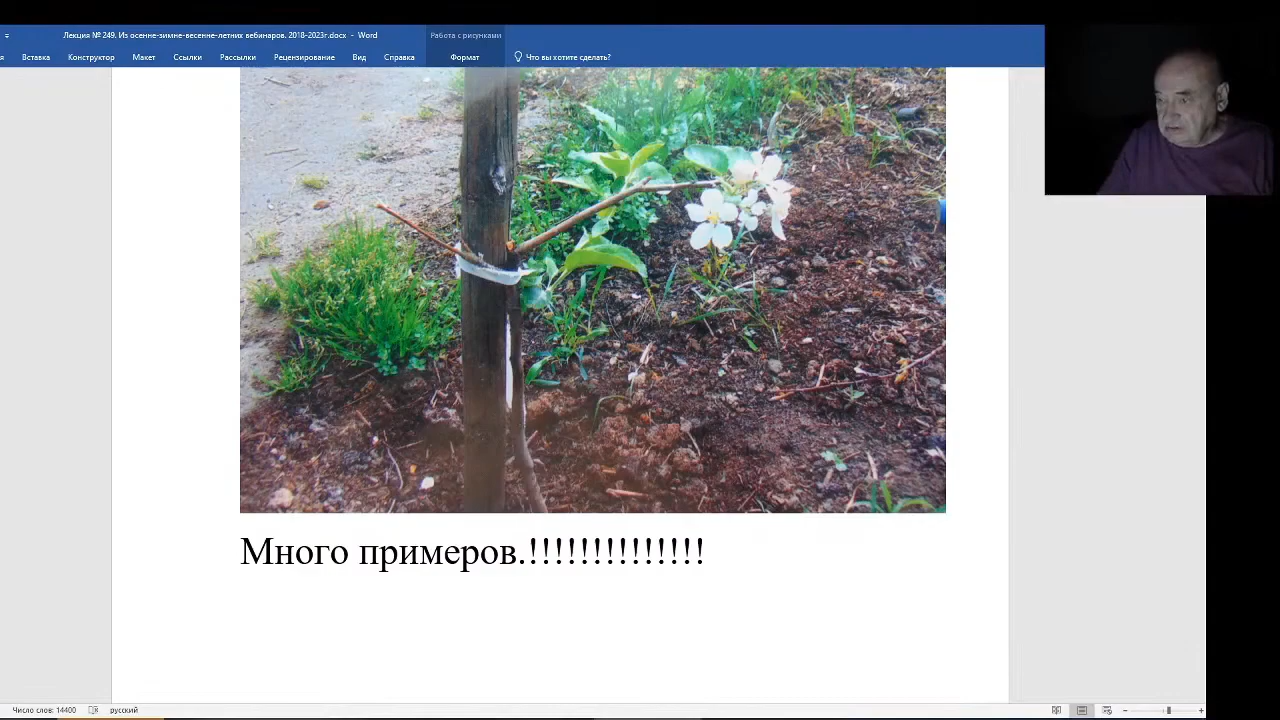 Лекция № 249. Из осенне-зимне-весенне-летних вебинаров. 2018-2023г.docx - Word
Работа с рисунками
Вставка Конструктор Макет Ссылки Рассылки Рецензирование Вид Справка Формат Что вы хотите сделать?
Много примеров.!!!!!!!!!!!!!!
Число слов: 14400 русский